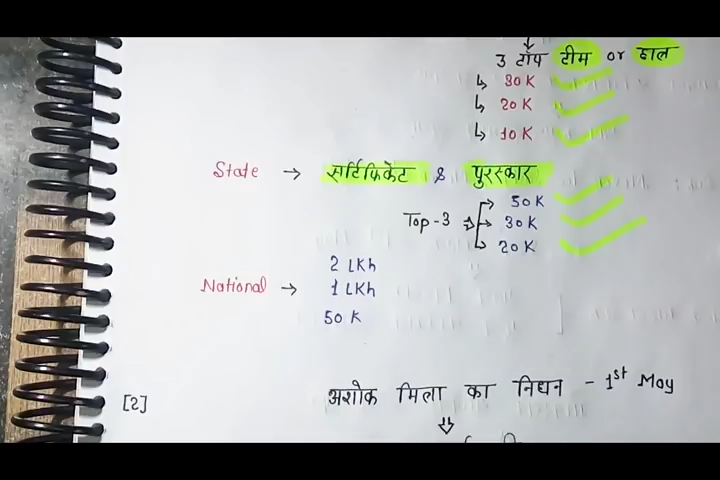 3 टॉप टीम or हाल
↳ 30 K
↳ 20 K
↳ 10 K
State → सर्टिफिकेट & पुरस्कार
Top-3 ⇒ → 50 K
→ 30 K
→ 20 K
National → 2 LKh
1 LKh
50 K
[2] अशोक मिला का निधन - 1st May